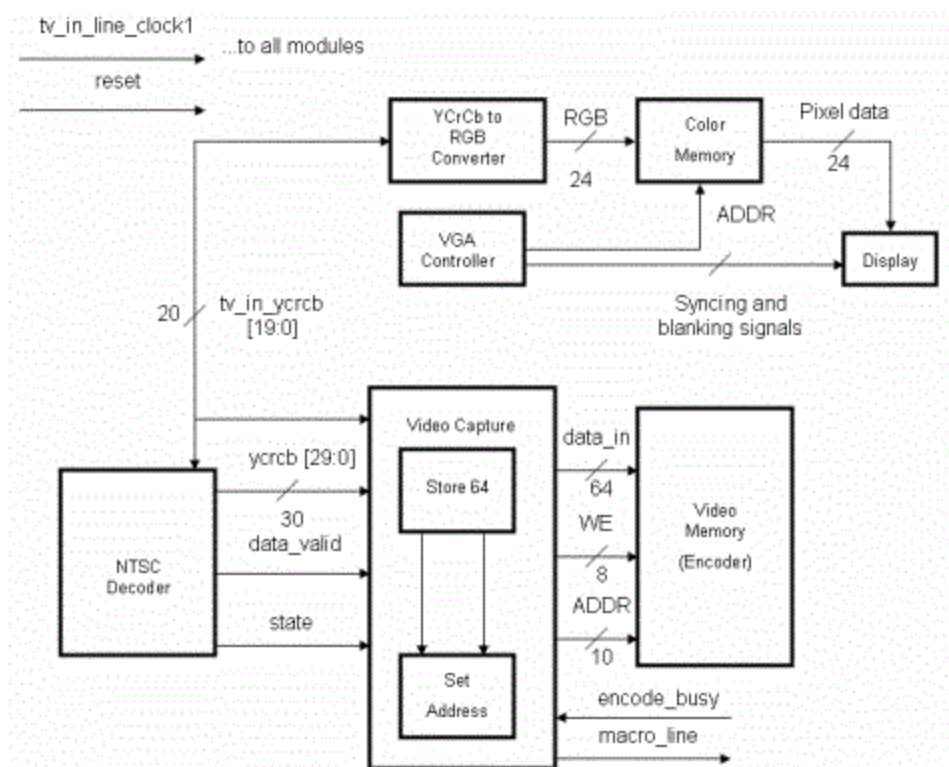 tv_in_line_clock1
...to all modules
reset
YCrCb to
RGB
Converter
RGB
24
Color
Memory
Pixel data
24
ADDR
VGA
Controller
Display
Syncing and
blanking signals
20
tv_in_ycrcb
[19:0]
Video Capture
ycrcb [29:0]
30
data_valid
state
NTSC
Decoder
Store 64
Set
Address
data_in
64
WE
8
ADDR
10
Video
Memory
(Encoder)
encode_busy
macro_line